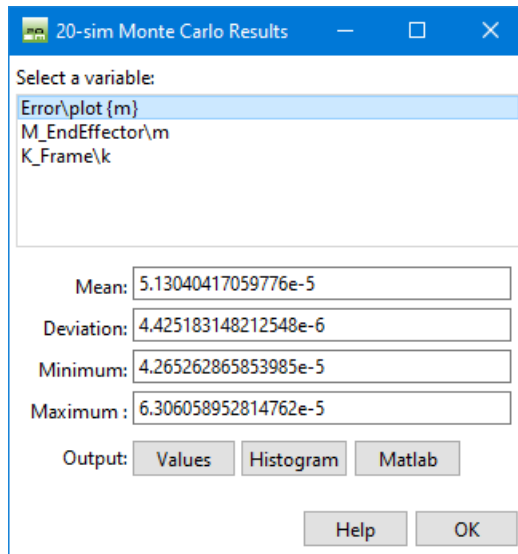 20-sim Monte Carlo Results
Select a variable:
Error\plot {m}
M_EndEffector\m
K_Frame\k
Mean: 5.13040417059776e-5
Deviation: 4.425183148212548e-6
Minimum: 4.265262865853985e-5
Maximum : 6.306058952814762e-5
Output: Values Histogram Matlab
Help OK